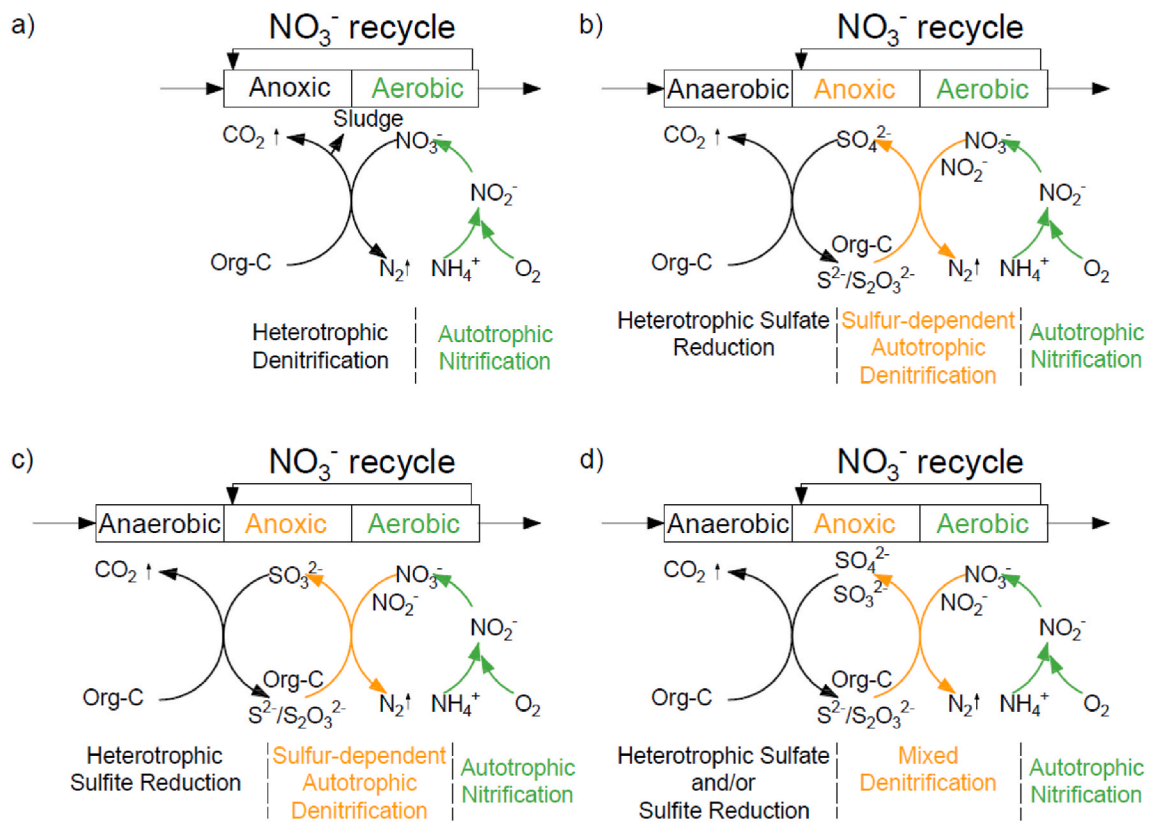 a)
NO₃⁻ recycle
Anoxic Aerobic
Sludge
CO₂ ↑ NO₃⁻
NO₂⁻
Org-C N₂↑ NH₄⁺ O₂
Heterotrophic
Denitrification
Autotrophic
Nitrification
b)
NO₃⁻ recycle
Anaerobic Anoxic Aerobic
CO₂ ↑ SO₄²⁻ NO₃⁻
NO₂⁻
NO₂⁻
Org-C
Org-C S²⁻/S₂O₃²⁻ N₂↑ NH₄⁺ O₂
Heterotrophic Sulfate
Reduction
Sulfur-dependent
Autotrophic
Denitrification
Autotrophic
Nitrification
c)
NO₃⁻ recycle
Anaerobic Anoxic Aerobic
CO₂ ↑ SO₃²⁻ NO₃⁻
NO₂⁻
NO₂⁻
Org-C
Org-C S²⁻/S₂O₃²⁻ N₂↑ NH₄⁺ O₂
Heterotrophic
Sulfite Reduction
Sulfur-dependent
Autotrophic
Denitrification
Autotrophic
Nitrification
d)
NO₃⁻ recycle
Anaerobic Anoxic Aerobic
CO₂ ↑ SO₄²⁻ NO₃⁻
SO₃²⁻ NO₂⁻
NO₂⁻
Org-C
Org-C S²⁻/S₂O₃²⁻ N₂↑ NH₄⁺ O₂
Heterotrophic Sulfate
and/or
Sulfite Reduction
Mixed
Denitrification
Autotrophic
Nitrification